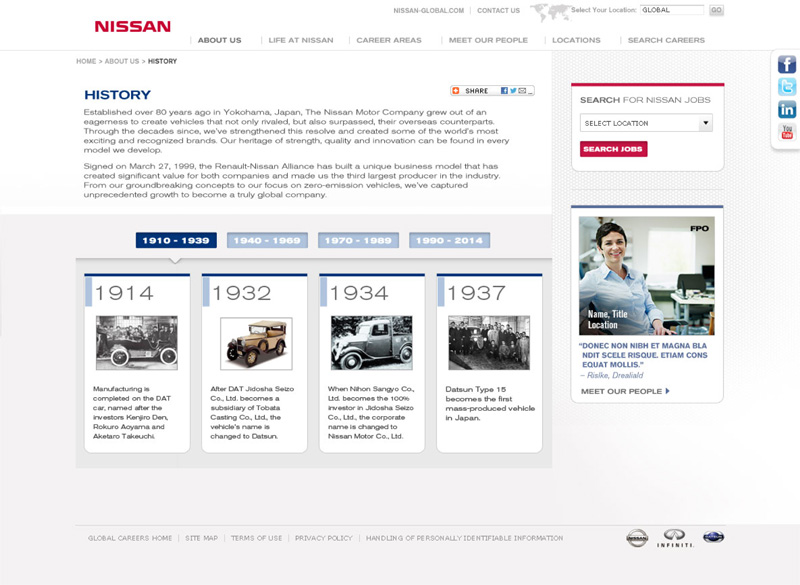 NISSAN-GLOBAL.COM | CONTACT US
Select Your Location: GLOBAL GO
NISSAN
ABOUT US | LIFE AT NISSAN | CAREER AREAS | MEET OUR PEOPLE | LOCATIONS | SEARCH CAREERS
HOME > ABOUT US > HISTORY
HISTORY
SHARE
Established over 80 years ago in Yokohama, Japan, The Nissan Motor Company grew out of an
eagerness to create vehicles that not only rivaled, but also surpassed, their overseas counterparts.
Through the decades since, we've strengthened this resolve and created some of the world's most
exciting and recognized brands. Our heritage of strength, quality and innovation can be found in every
model we develop.
Signed on March 27, 1999, the Renault-Nissan Alliance has built a unique business model that has
created significant value for both companies and made us the third largest producer in the industry.
From our groundbreaking concepts to our focus on zero-emission vehicles, we've captured
unprecedented growth to become a truly global company.
1910 - 1939
1940 - 1969
1970 - 1989
1990 - 2014
1914
Manufacturing is
completed on the DAT
car, named after the
investors Kenjiro Den,
Rokuro Aoyama and
Aketaro Takeuchi.
1932
After DAT Jidosha Seizo
Co., Ltd. becomes a
subsidiary of Tobata
Casting Co., Ltd., the
vehicle's name is
changed to Datsun.
1934
When Nihon Sangyo Co.,
Ltd. becomes the 100%
investor in Jidosha Seizo
Co., Ltd., the corporate
name is changed to
Nissan Motor Co., Ltd.
1937
Datsun Type 15
becomes the first
mass-produced vehicle
in Japan.
SEARCH FOR NISSAN JOBS
SELECT LOCATION
SEARCH JOBS
FPO
Name, Title
Location
"DONEC NON NIBH ET MAGNA BLA
NDIT SCELE RISQUE. ETIAM CONS
EQUAT MOLLIS."
– Rislke, Drealald
MEET OUR PEOPLE
f
t
in
You
Tube
GLOBAL CAREERS HOME | SITE MAP | TERMS OF USE | PRIVACY POLICY | HANDLING OF PERSONALLY IDENTIFIABLE INFORMATION
NISSAN
INFINITI.